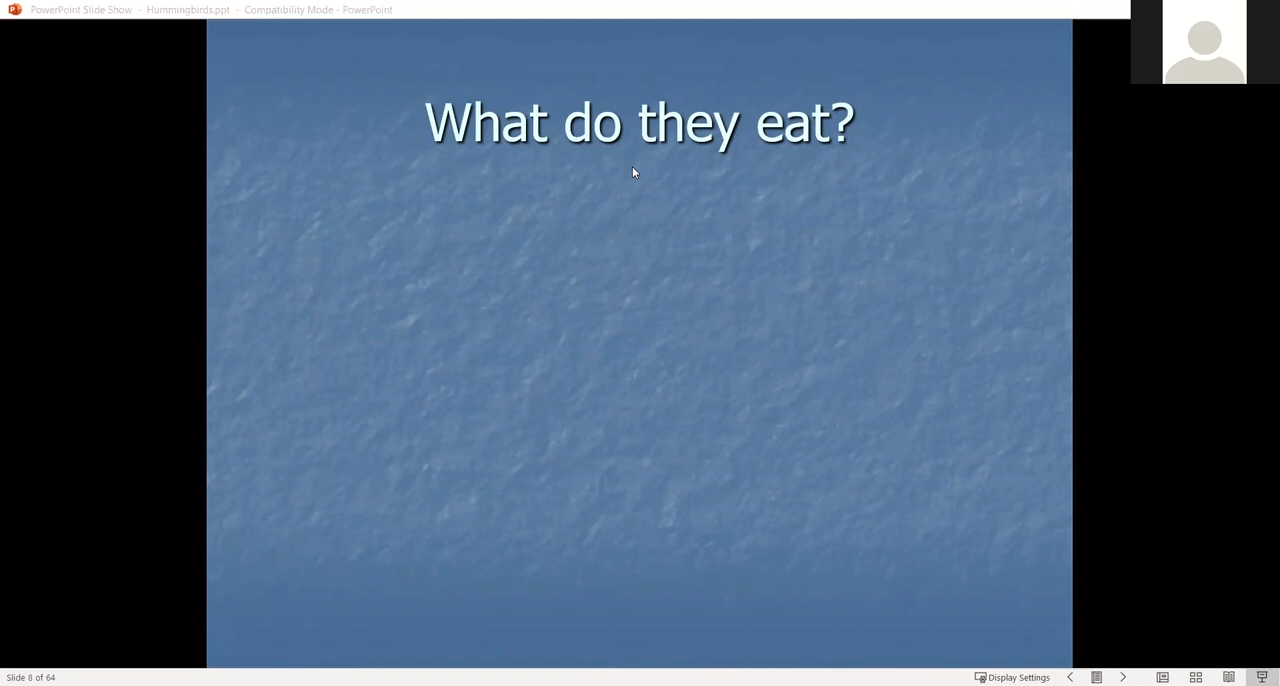 PowerPoint Slide Show - Hummingbirds.ppt - Compatibility Mode - PowerPoint
What do they eat?
Slide 8 of 64
Display Settings